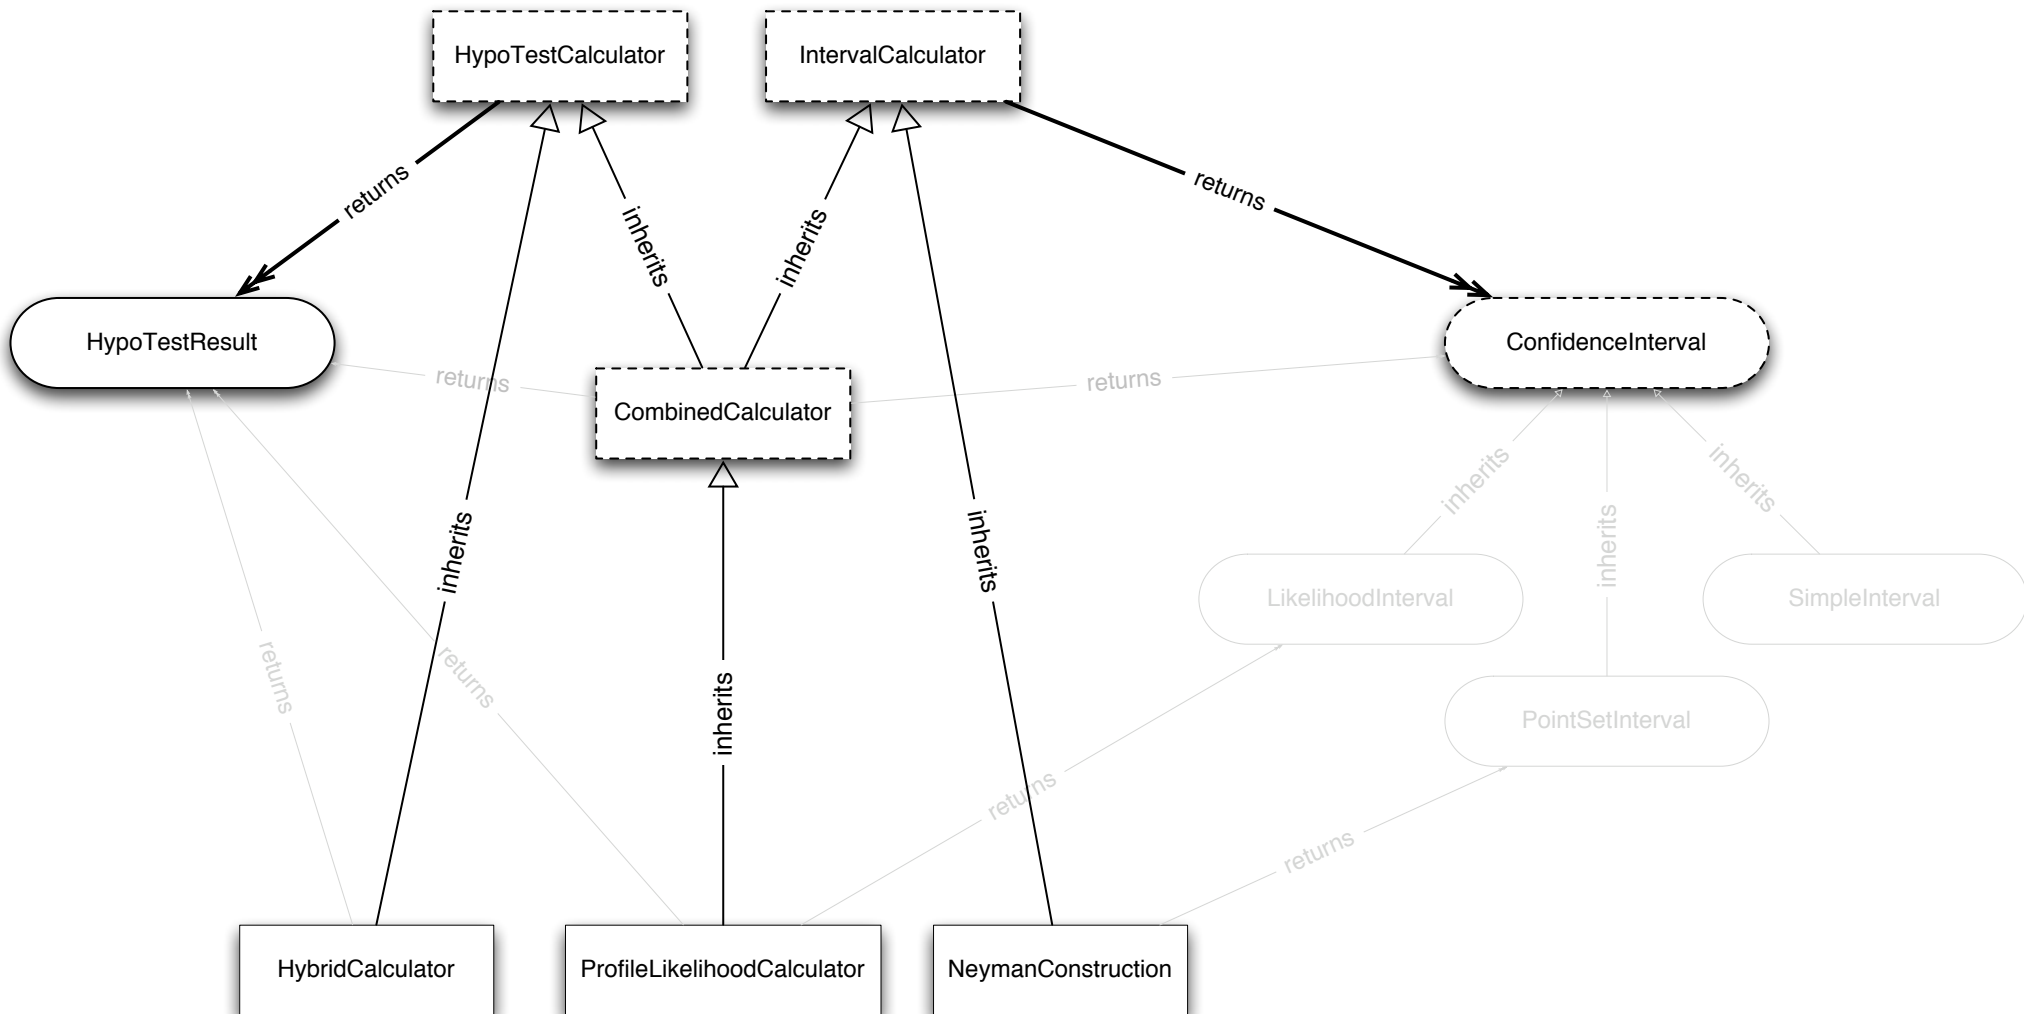 HypoTestCalculator
IntervalCalculator
returns
returns
inherits
inherits
HypoTestResult
ConfidenceInterval
returns
returns
CombinedCalculator
inherits
inherits
inherits
inherits
inherits
LikelihoodInterval
SimpleInterval
returns
returns
inherits
PointSetInterval
returns
returns
HybridCalculator
ProfileLikelihoodCalculator
NeymanConstruction